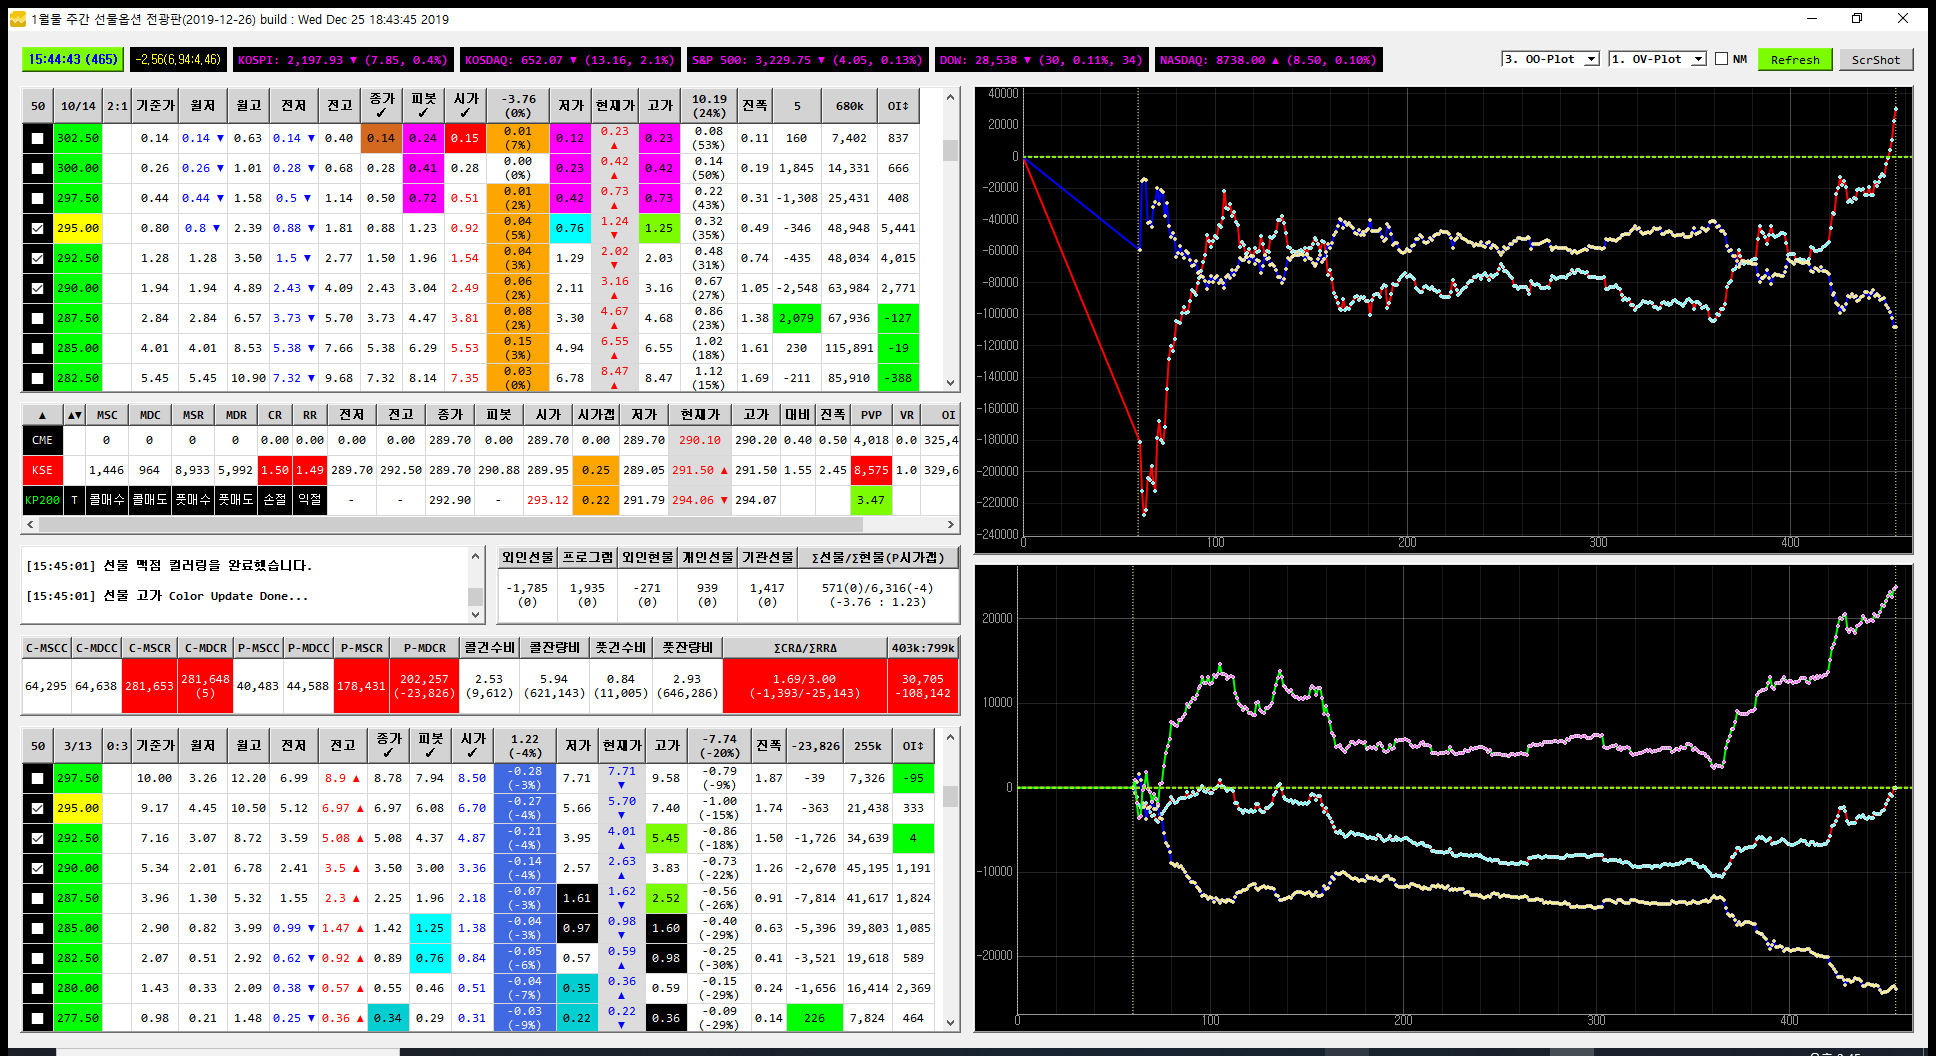 1월물 주간 선물옵션 전광판(2019-12-26) build : Wed Dec 25 18:43:45 2019
15:44:43 (465) -2.56(6.94:4.46) KOSPI: 2,197.93 ▼ (7.85, 0.4%) KOSDAQ: 652.07 ▼ (13.16, 2.1%) S&P 500: 3,229.75 ▼ (4.05, 0.13%) DOW: 28,538 ▼ (30, 0.11%, 34) NASDAQ: 8738.00 ▲ (8.50, 0.10%) 3. OO-Plot 1. OV-Plot NM Refresh ScrShot
50 10/14 2:1 기준가 월저 월고 전저 전고 종가 ✓ 피봇 ✓ 시가 ✓ -3.76 (0%) 저가 현재가 고가 10.19 (24%) 진폭 5 680k OI↕
302.50 0.14 0.14 ▼ 0.63 0.14 ▼ 0.40 0.14 0.24 0.15 0.01 (7%) 0.12 0.23 ▲ 0.23 0.08 (53%) 0.11 160 7,402 837
300.00 0.26 0.26 ▼ 1.01 0.28 ▼ 0.68 0.28 0.41 0.28 0.00 (0%) 0.23 0.42 ▲ 0.42 0.14 (50%) 0.19 1,845 14,331 666
297.50 0.44 0.44 ▼ 1.58 0.5 ▼ 1.14 0.50 0.72 0.51 0.01 (2%) 0.42 0.73 ▲ 0.73 0.22 (43%) 0.31 -1,308 25,431 408
295.00 0.80 0.8 ▼ 2.39 0.88 ▼ 1.81 0.88 1.23 0.92 0.04 (5%) 0.76 1.24 ▼ 1.25 0.32 (35%) 0.49 -346 48,948 5,441
292.50 1.28 1.28 3.50 1.5 ▼ 2.77 1.50 1.96 1.54 0.04 (3%) 1.29 2.02 ▼ 2.03 0.48 (31%) 0.74 -435 48,034 4,015
290.00 1.94 1.94 4.89 2.43 ▼ 4.09 2.43 3.04 2.49 0.06 (2%) 2.11 3.16 ▲ 3.16 0.67 (27%) 1.05 -2,548 63,984 2,771
287.50 2.84 2.84 6.57 3.73 ▼ 5.70 3.73 4.47 3.81 0.08 (2%) 3.30 4.67 ▲ 4.68 0.86 (23%) 1.38 2,079 67,936 -127
285.00 4.01 4.01 8.53 5.38 ▼ 7.66 5.38 6.29 5.53 0.15 (3%) 4.94 6.55 ▲ 6.55 1.02 (18%) 1.61 230 115,891 -19
282.50 5.45 5.45 10.90 7.32 ▼ 9.68 7.32 8.14 7.35 0.03 (0%) 6.78 8.47 ▲ 8.47 1.12 (15%) 1.69 -211 85,910 -388
▲ ▲▼ MSC MDC MSR MDR CR RR 전저 전고 종가 피봇 시가 시가갭 저가 현재가 고가 대비 진폭 PVP VR OI
CME 0 0 0 0 0.00 0.00 0.00 0.00 289.70 0.00 289.70 0.00 289.70 290.10 290.20 0.40 0.50 4,018 0.0 325,4
KSE 1,446 964 8,933 5,992 1.50 1.49 289.70 292.50 289.70 290.88 289.95 0.25 289.05 291.50 ▲ 291.50 1.55 2.45 8,575 1.0 329,6
KP200 T 콜매수 콜매도 풋매수 풋매도 손절 익절 - - 292.90 - 293.12 0.22 291.79 294.06 ▼ 294.07 3.47
[15:45:01] 선물 맥점 컬러링을 완료했습니다.
[15:45:01] 선물 고가 Color Update Done...
외인선물 프로그램 외인현물 개인선물 기관선물 Σ선물/Σ현물(P시가갭)
-1,785 (0) 1,935 (0) -271 (0) 939 (0) 1,417 (0) 571(0)/6,316(-4) (-3.76 : 1.23)
C-MSCC C-MDCC C-MSCR C-MDCR P-MSCC P-MDCC P-MSCR P-MDCR 콜건수비 콜잔량비 풋건수비 풋잔량비 ΣCRΔ/ΣRRΔ 403k:799k
64,295 64,638 281,653 281,648 (5) 40,483 44,588 178,431 202,257 (-23,826) 2.53 (9,612) 5.94 (621,143) 0.84 (11,005) 2.93 (646,286) 1.69/3.00 (-1,393/-25,143) 30,705 -108,142
50 3/13 0:3 기준가 월저 월고 전저 전고 종가 ✓ 피봇 ✓ 시가 ✓ 1.22 (-4%) 저가 현재가 고가 -7.74 (-20%) 진폭 -23,826 255k OI↕
297.50 10.00 3.26 12.20 6.99 8.9 ▲ 8.78 7.94 8.50 -0.28 (-3%) 7.71 7.71 ▼ 9.58 -0.79 (-9%) 1.87 -39 7,326 -95
295.00 9.17 4.45 10.50 5.12 6.97 ▲ 6.97 6.08 6.70 -0.27 (-4%) 5.66 5.70 ▼ 7.40 -1.00 (-15%) 1.74 -363 21,438 333
292.50 7.16 3.07 8.72 3.59 5.08 ▲ 5.08 4.37 4.87 -0.21 (-4%) 3.95 4.01 ▲ 5.45 -0.86 (-18%) 1.50 -1,726 34,639 4
290.00 5.34 2.01 6.78 2.41 3.5 ▲ 3.50 3.00 3.36 -0.14 (-4%) 2.57 2.63 ▲ 3.83 -0.73 (-22%) 1.26 -2,670 45,195 1,191
287.50 3.96 1.30 5.32 1.55 2.3 ▲ 2.25 1.96 2.18 -0.07 (-3%) 1.61 1.62 ▼ 2.52 -0.56 (-26%) 0.91 -7,814 41,617 1,824
285.00 2.90 0.82 3.99 0.99 ▼ 1.47 ▲ 1.42 1.25 1.38 -0.04 (-3%) 0.97 0.98 ▼ 1.60 -0.40 (-29%) 0.63 -5,396 39,803 1,085
282.50 2.07 0.51 2.92 0.62 ▼ 0.92 ▲ 0.89 0.76 0.84 -0.05 (-6%) 0.57 0.59 ▲ 0.98 -0.25 (-30%) 0.41 -3,521 19,618 589
280.00 1.43 0.33 2.09 0.38 ▼ 0.57 ▲ 0.55 0.46 0.51 -0.04 (-7%) 0.35 0.36 ▲ 0.59 -0.15 (-29%) 0.24 -1,656 16,414 2,369
277.50 0.98 0.21 1.48 0.25 ▼ 0.36 ▲ 0.34 0.29 0.31 -0.03 (-9%) 0.22 0.22 ▼ 0.36 -0.09 (-29%) 0.14 226 7,824 464
40000
20000
0
-20000
-40000
-60000
-80000
-100000
-120000
-140000
-160000
-180000
-200000
-220000
-240000
0 100 200 300 400
20000
10000
0
-10000
-20000
0 100 200 300 400